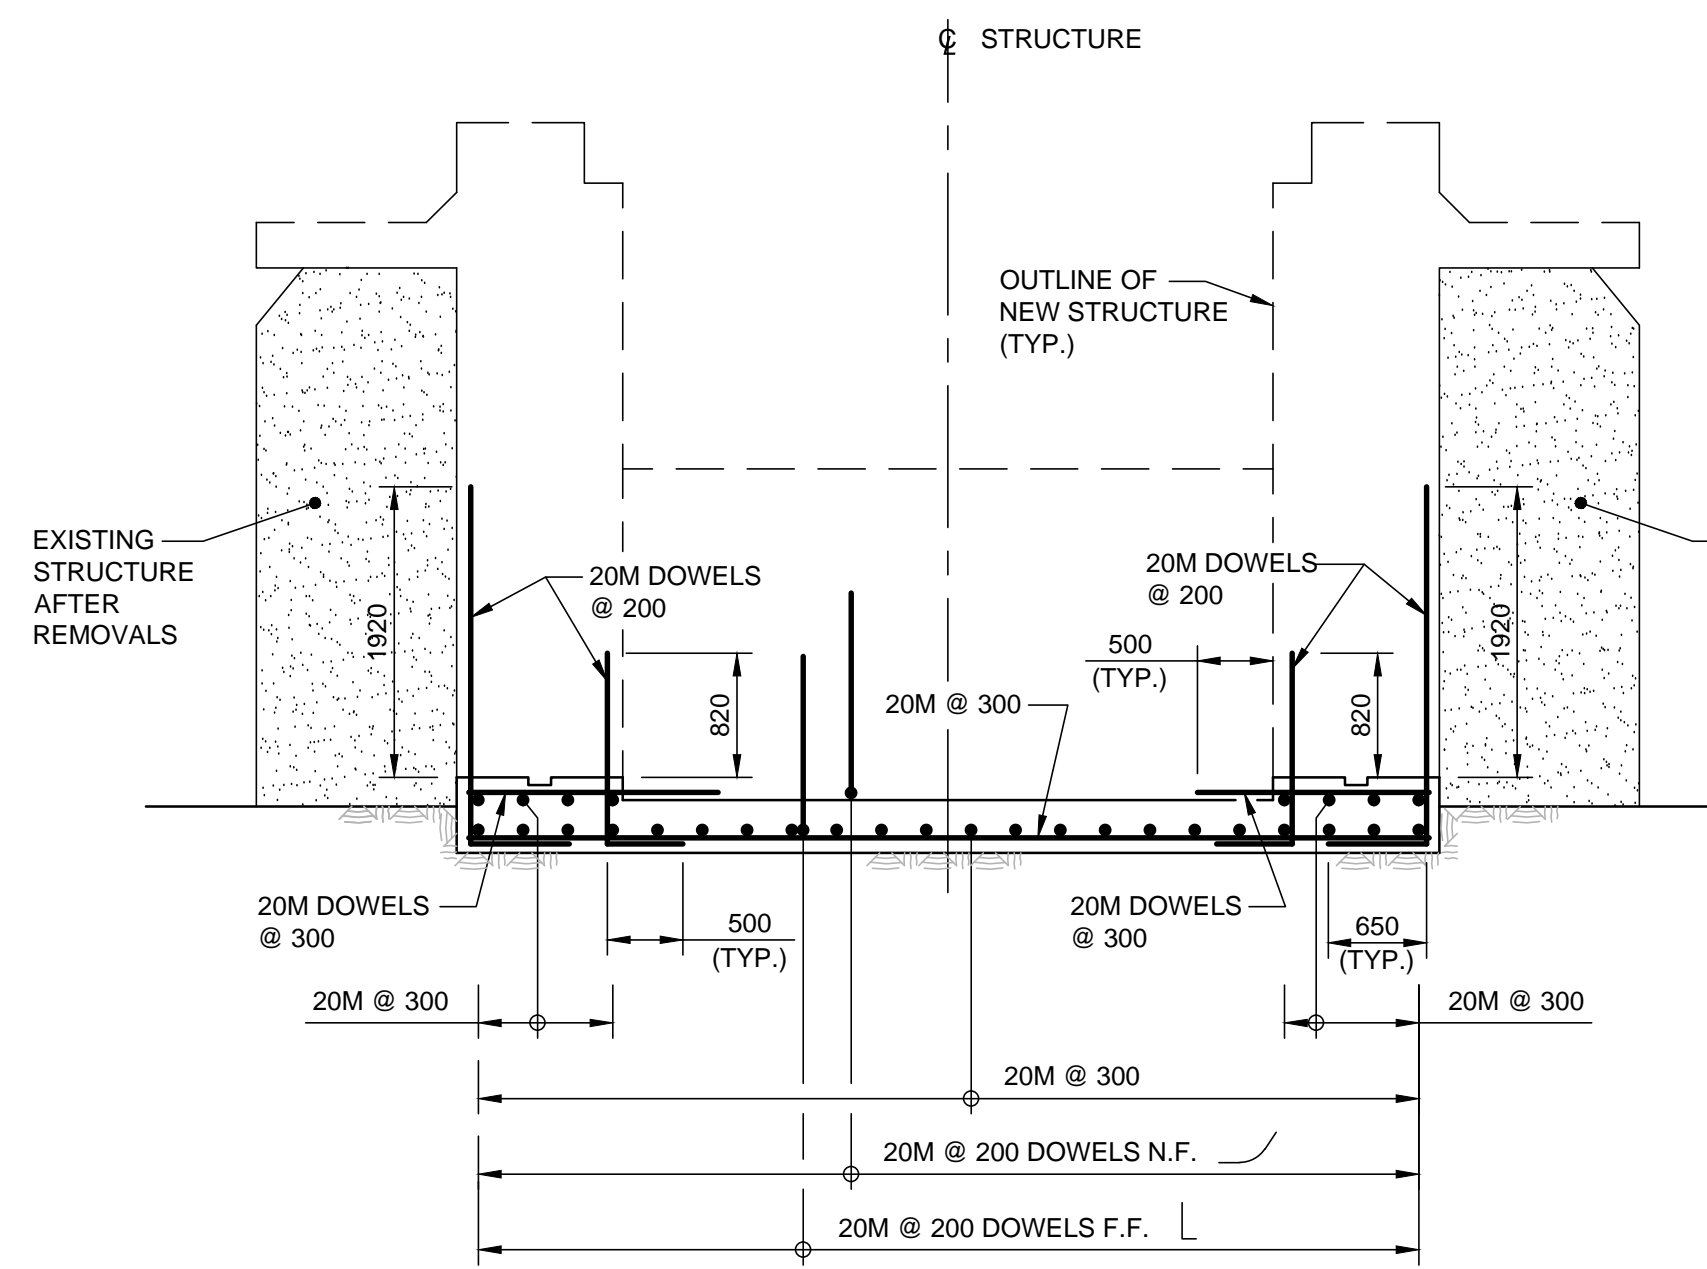 ℄ STRUCTURE
OUTLINE OF
NEW STRUCTURE
(TYP.)
EXISTING
STRUCTURE
AFTER
REMOVALS
1920
20M DOWELS
@ 200
820
20M @ 300
500
(TYP.)
20M DOWELS
@ 200
820
1920
20M DOWELS
@ 300
500
(TYP.)
20M DOWELS
@ 300
650
(TYP.)
20M @ 300
20M @ 300
20M @ 300
20M @ 200 DOWELS N.F.
20M @ 200 DOWELS F.F.